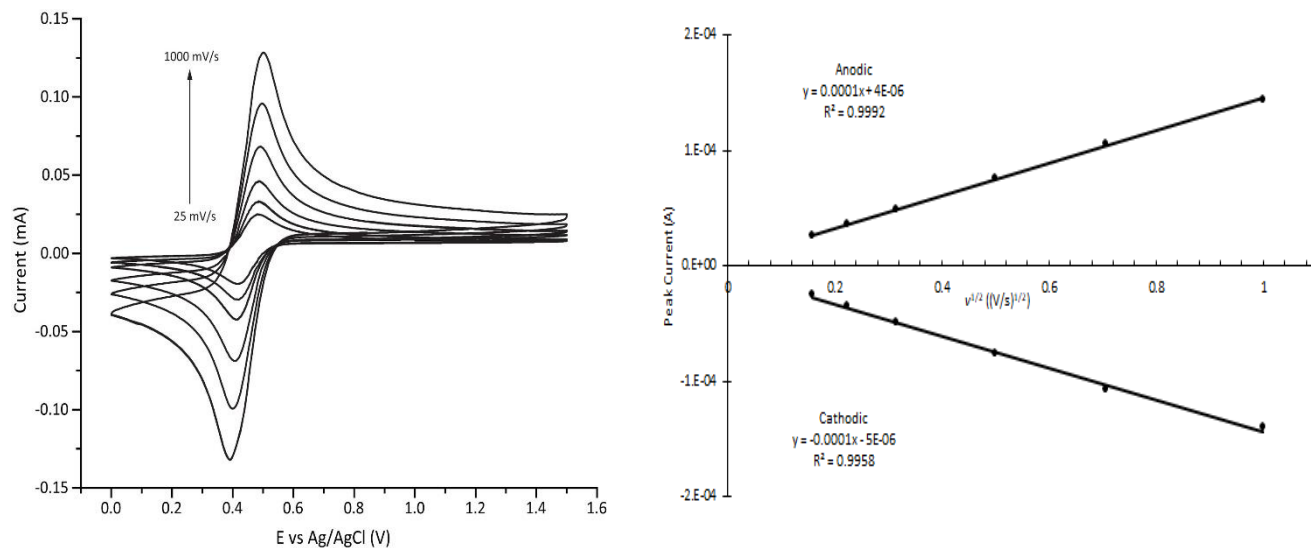 0.15
0.10
0.05
0.00
-0.05
-0.10
-0.15
Current (mA)
1000 mV/s
25 mV/s
0.0 0.2 0.4 0.6 0.8 1.0 1.2 1.4 1.6
E vs Ag/AgCl (V)
2.E-04
1.E-04
0.E+00
-1.E-04
-2.E-04
Peak Current (A)
Anodic
y = 0.0001x + 4E-06
R² = 0.9992
0 0.2 0.4 0.6 0.8 1
v^1/2 ((V/s)^1/2)
Cathodic
y = -0.0001x - 5E-06
R² = 0.9958